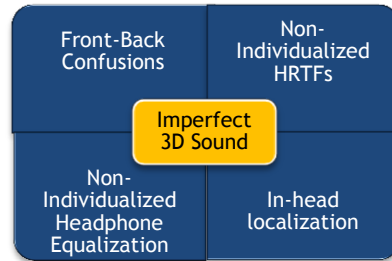 Front-Back
Confusions
Non-
Individualized
HRTFs
Imperfect
3D Sound
Non-
Individualized
Headphone
Equalization
In-head
localization